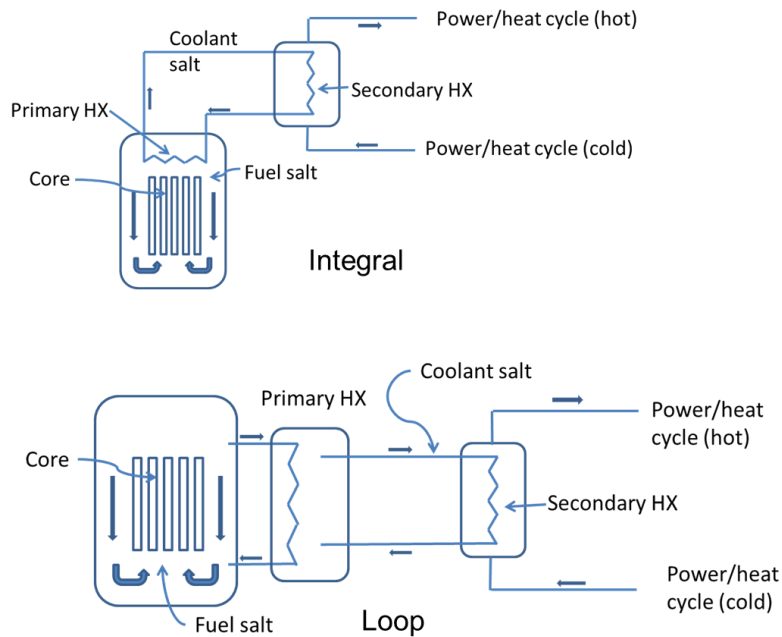 Power/heat cycle (hot)
Coolant
salt
Secondary HX
Primary HX
Power/heat cycle (cold)
Fuel salt
Core
Integral
Coolant salt
Primary HX
Power/heat
cycle (hot)
Core
Secondary HX
Power/heat
cycle (cold)
Fuel salt
Loop